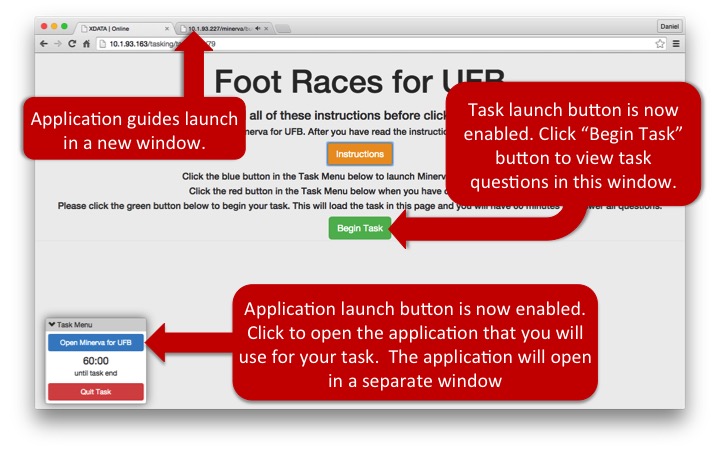 XDATA | Online
10.1.93.227/minerva/bu
Daniel
10.1.93.163/tasking/
79
Foot Races for UFB
all of these instructions before
for UFB. After you have read the
Instructions
Click the blue button in the Task Menu below to launch
Click the red button in the Task Menu below when you have
Please click the green button below to begin your task. This will load the task in this page and you will have 60 minutes all questions.
Begin Task
Application guides launch
in a new window.
Task launch button is now
enabled. Click “Begin Task”
button to view task
questions in this window.
Application launch button is now enabled.
Click to open the application that you will
use for your task. The application will open
in a separate window
Task Menu
Open Minerva for UFB
60:00
until task end
Quit Task